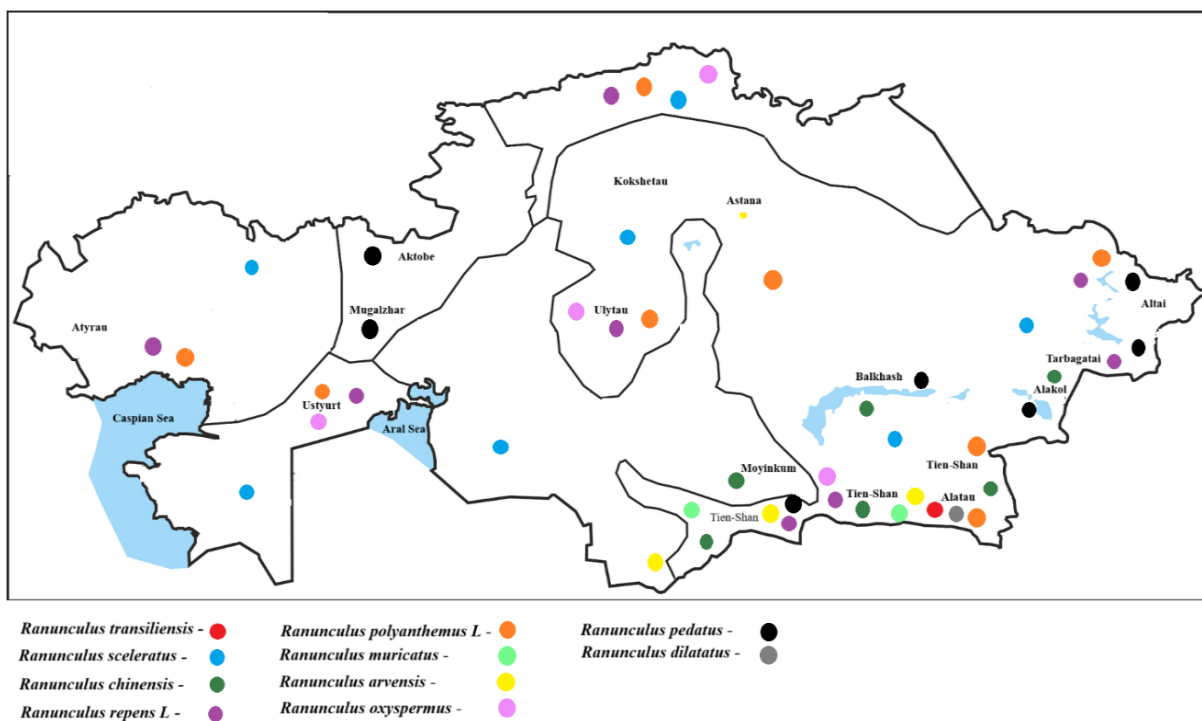 Kokshetau
Astana
Aktobe
Mugalzhar
Ulytau
Altai
Atyrau
Tarbagatai
Balkhash
Alakol
Ustyurt
Caspian Sea
Aral Sea
Moyinkum
Tien-Shan
Tien-Shan
Alatau
Tien-Shan
Ranunculus transiliensis -
Ranunculus sceleratus -
Ranunculus chinensis -
Ranunculus repens L -
Ranunculus polyanthemus L -
Ranunculus muricatus -
Ranunculus arvensis -
Ranunculus oxyspermus -
Ranunculus pedatus -
Ranunculus dilatatus -